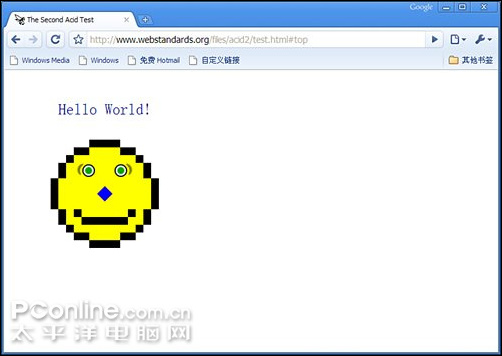 Google
The Second Acid Test
http://www.webstandards.org/files/acid2/test.html#top
Windows Media
Windows
免费 Hotmail
自定义链接
其他书签
Hello World!
PConline.com.cn
太平洋电脑网